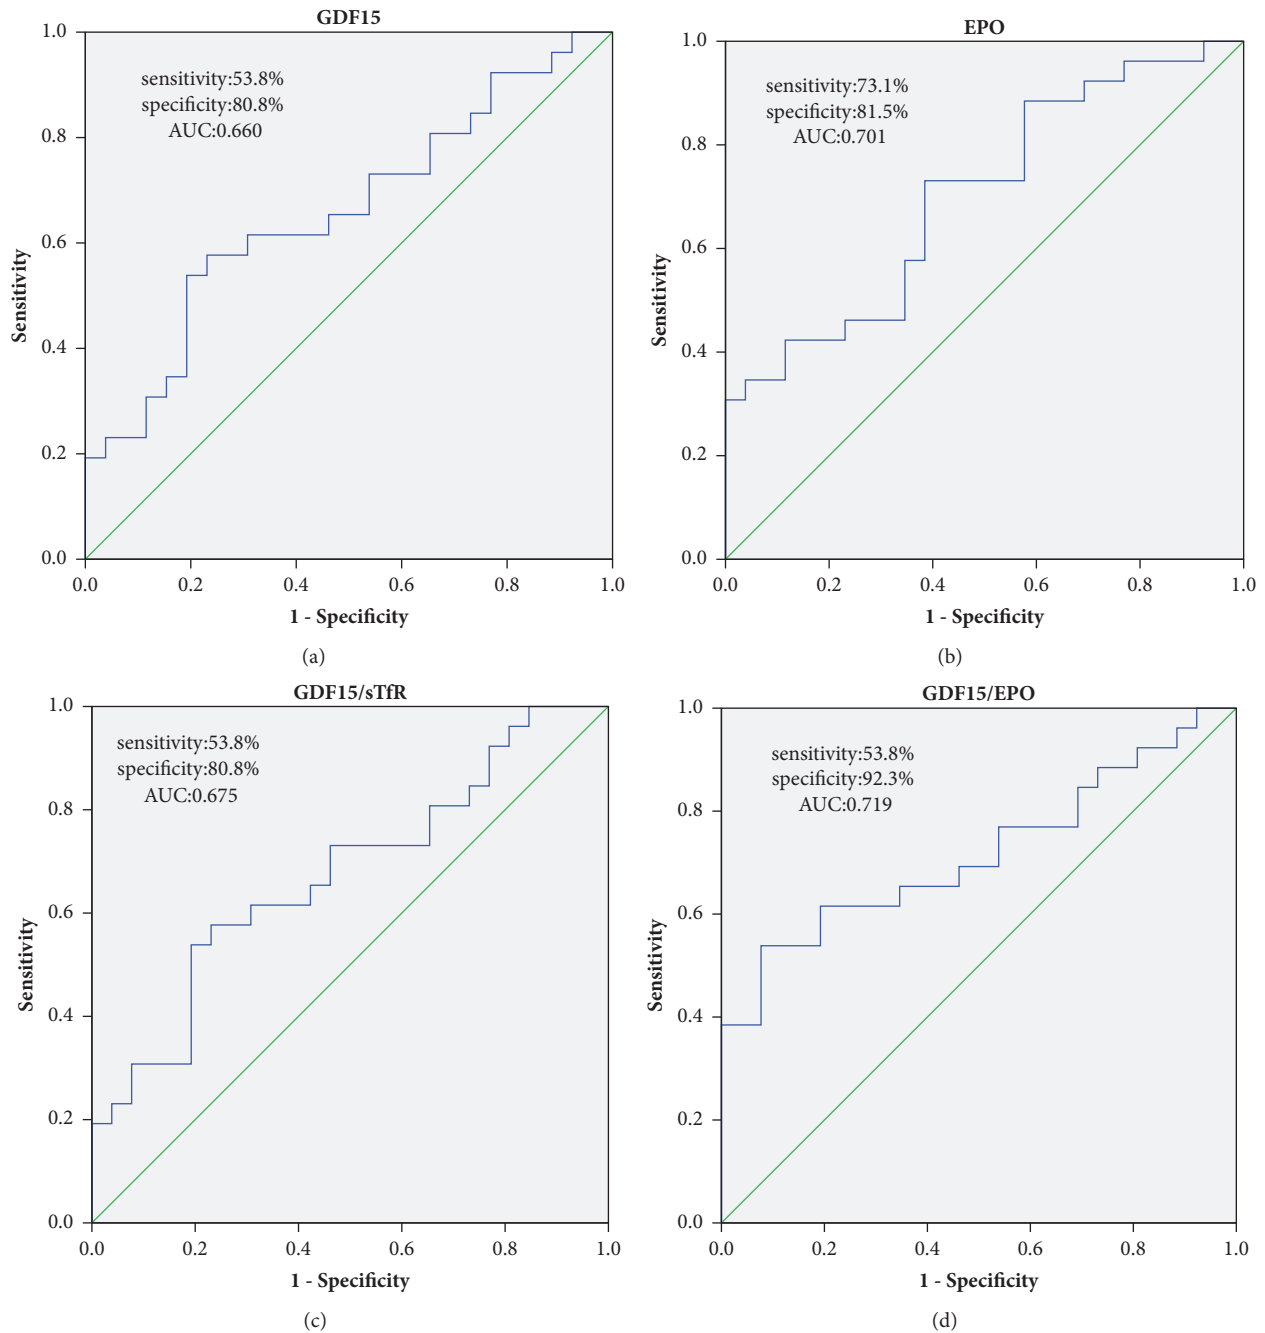 GDF15
sensitivity:53.8%
specificity:80.8%
AUC:0.660
1.0
0.8
0.6
0.4
0.2
0.0
Sensitivity
0.0 0.2 0.4 0.6 0.8 1.0
1 - Specificity
(a)
EPO
sensitivity:73.1%
specificity:81.5%
AUC:0.701
1.0
0.8
0.6
0.4
0.2
0.0
Sensitivity
0.0 0.2 0.4 0.6 0.8 1.0
1 - Specificity
(b)
GDF15/sTfR
sensitivity:53.8%
specificity:80.8%
AUC:0.675
1.0
0.8
0.6
0.4
0.2
0.0
Sensitivity
0.0 0.2 0.4 0.6 0.8 1.0
1 - Specificity
(c)
GDF15/EPO
sensitivity:53.8%
specificity:92.3%
AUC:0.719
1.0
0.8
0.6
0.4
0.2
0.0
Sensitivity
0.0 0.2 0.4 0.6 0.8 1.0
1 - Specificity
(d)